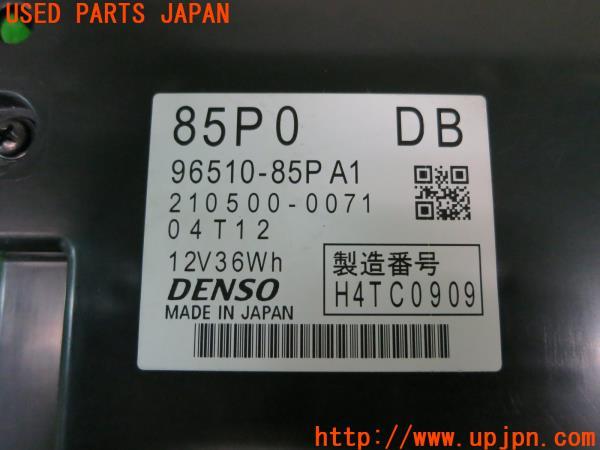 USED PARTS JAPAN
85P0 DB
96510-85PA1
210500-0071
04T12
12V36Wh
製造番号
DENSO
H4TC0909
MADE IN JAPAN
UPJ
www.upjpn.com